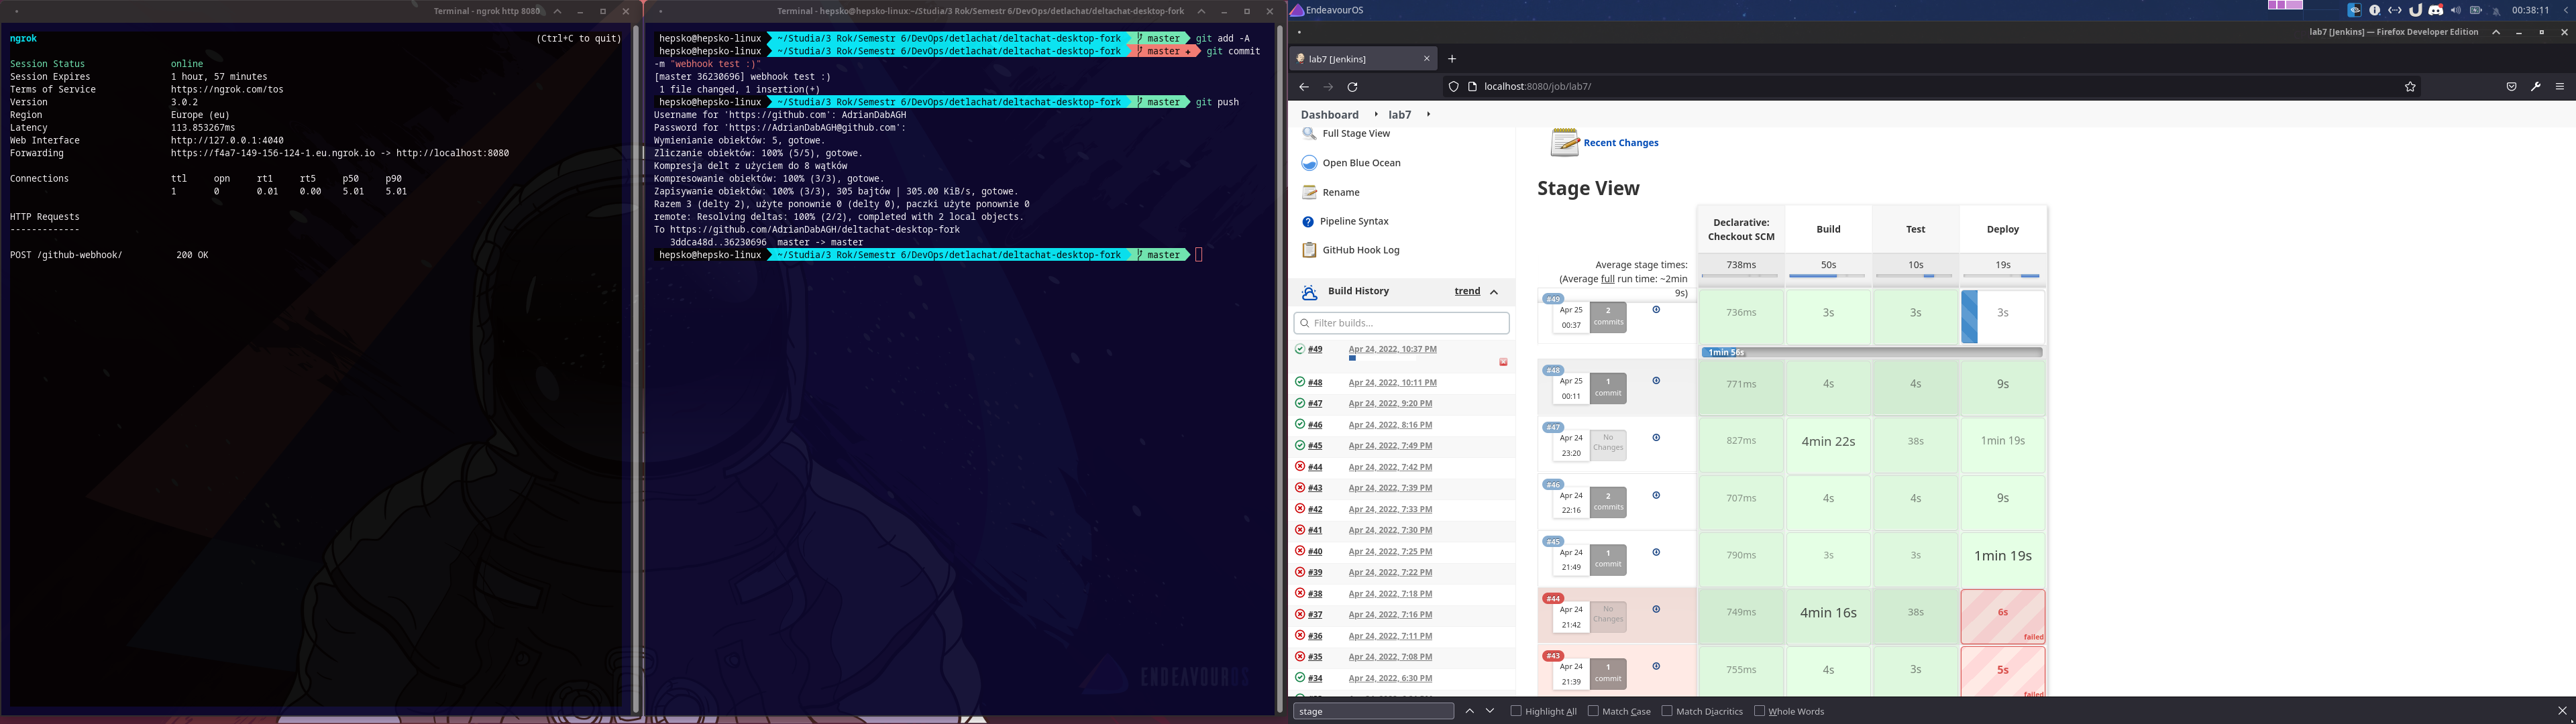 Terminal - ngrok http 8080
ngrok (Ctrl+C to quit)
Session Status online
Session Expires 1 hour, 57 minutes
Terms of Service https://ngrok.com/tos
Version 3.0.2
Region Europe (eu)
Latency 113.853267ms
Web Interface http://127.0.0.1:4040
Forwarding https://f4a7-149-156-124-1.eu.ngrok.io -> http://localhost:8080
Connections ttl opn rt1 rt5 p50 p90
1 0 0.01 0.00 5.01 5.01
HTTP Requests
-------------
POST /github-webhook/ 200 OK
Terminal - hepsko@hepsko-linux:~/Studia/3 Rok/Semestr 6/DevOps/detlachat/deltachat-desktop-fork
hepsko@hepsko-linux ~/Studia/3 Rok/Semestr 6/DevOps/detlachat/deltachat-desktop-fork master git add -A
hepsko@hepsko-linux ~/Studia/3 Rok/Semestr 6/DevOps/detlachat/deltachat-desktop-fork master + git commit
-m "webhook test :)"
[master 36230696] webhook test :)
1 file changed, 1 insertion(+)
hepsko@hepsko-linux ~/Studia/3 Rok/Semestr 6/DevOps/detlachat/deltachat-desktop-fork master git push
Username for 'https://github.com': AdrianDabAGH
Password for 'https://AdrianDabAGH@github.com':
Wymienianie obiektów: 5, gotowe.
Zliczanie obiektów: 100% (5/5), gotowe.
Kompresja delt z użyciem do 8 wątków
Kompresowanie obiektów: 100% (3/3), gotowe.
Zapisywanie obiektów: 100% (3/3), 305 bajtów | 305.00 KiB/s, gotowe.
Razem 3 (delty 2), użyte ponownie 0 (delty 0), paczki użyte ponownie 0
remote: Resolving deltas: 100% (2/2), completed with 2 local objects.
To https://github.com/AdrianDabAGH/deltachat-desktop-fork
3ddca48d..36230696 master -> master
hepsko@hepsko-linux ~/Studia/3 Rok/Semestr 6/DevOps/detlachat/deltachat-desktop-fork master
ENDEAVOUROS
EndeavourOS 00:38:11
lab7 [Jenkins] — Firefox Developer Edition
lab7 [Jenkins]
localhost:8080/job/lab7/
Dashboard lab7
Full Stage View
Open Blue Ocean
Rename
Pipeline Syntax
GitHub Hook Log
Build History trend
Filter builds...
#49 Apr 24, 2022, 10:37 PM
#48 Apr 24, 2022, 10:11 PM
#47 Apr 24, 2022, 9:20 PM
#46 Apr 24, 2022, 8:16 PM
#45 Apr 24, 2022, 7:49 PM
#44 Apr 24, 2022, 7:42 PM
#43 Apr 24, 2022, 7:39 PM
#42 Apr 24, 2022, 7:33 PM
#41 Apr 24, 2022, 7:30 PM
#40 Apr 24, 2022, 7:25 PM
#39 Apr 24, 2022, 7:22 PM
#38 Apr 24, 2022, 7:18 PM
#37 Apr 24, 2022, 7:16 PM
#36 Apr 24, 2022, 7:11 PM
#35 Apr 24, 2022, 7:08 PM
#34 Apr 24, 2022, 6:30 PM
Recent Changes
Stage View
Declarative: Checkout SCM Build Test Deploy
Average stage times: 738ms 50s 10s 19s
(Average full run time: ~2min
9s)
#49
Apr 25 2 736ms 3s 3s 3s
00:37 commits
1min 56s
#48
Apr 25 1 771ms 4s 4s 9s
00:11 commit
#47
Apr 24 No 827ms 4min 22s 38s 1min 19s
23:20 Changes
#46
Apr 24 2 707ms 4s 4s 9s
22:16 commits
#45
Apr 24 1 790ms 3s 3s 1min 19s
21:49 commit
#44
Apr 24 No 749ms 4min 16s 38s 6s
21:42 Changes failed
#43
Apr 24 1 755ms 4s 3s 5s
21:39 commit failed
stage Highlight All Match Case Match Diacritics Whole Words